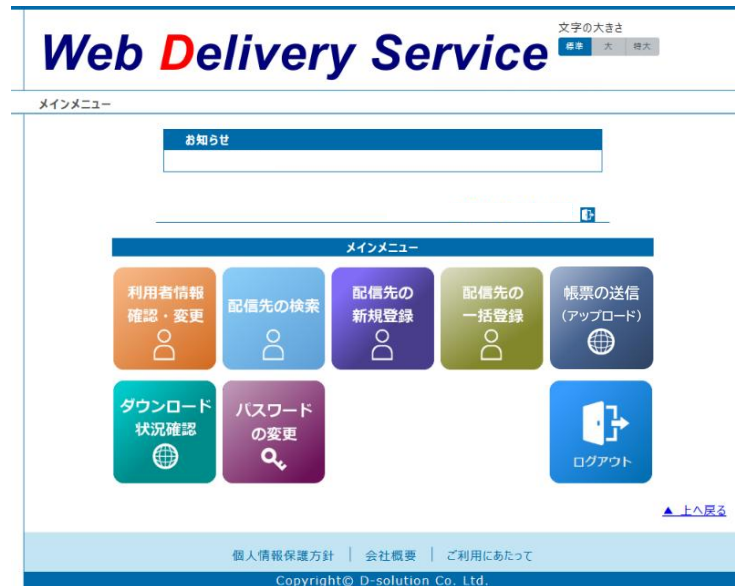 Web Delivery Service
文字の大きさ
標準 大 特大
メインメニュー
お知らせ
メインメニュー
利用者情報
確認・変更
配信先の検索
配信先の
新規登録
配信先の
一括登録
帳票の送信
(アップロード)
ダウンロード
状況確認
パスワード
の変更
ログアウト
▲ 上へ戻る
個人情報保護方針 | 会社概要 | ご利用にあたって
Copyright© D-solution Co. Ltd.